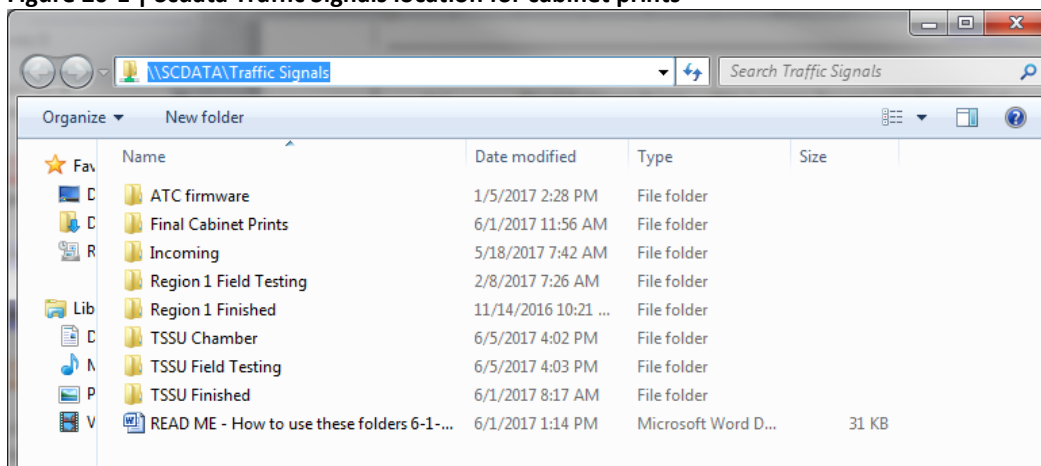 \\SCDATA\Traffic Signals
Search Traffic Signals
Organize
New folder
Name Date modified Type Size
Fav
D
D
R
Lib
D
N
P
V
ATC firmware 1/5/2017 2:28 PM File folder
Final Cabinet Prints 6/1/2017 11:56 AM File folder
Incoming 5/18/2017 7:42 AM File folder
Region 1 Field Testing 2/8/2017 7:26 AM File folder
Region 1 Finished 11/14/2016 10:21 ... File folder
TSSU Chamber 6/5/2017 4:02 PM File folder
TSSU Field Testing 6/5/2017 4:03 PM File folder
TSSU Finished 6/1/2017 8:17 AM File folder
READ ME - How to use these folders 6-1-... 6/1/2017 1:14 PM Microsoft Word D... 31 KB